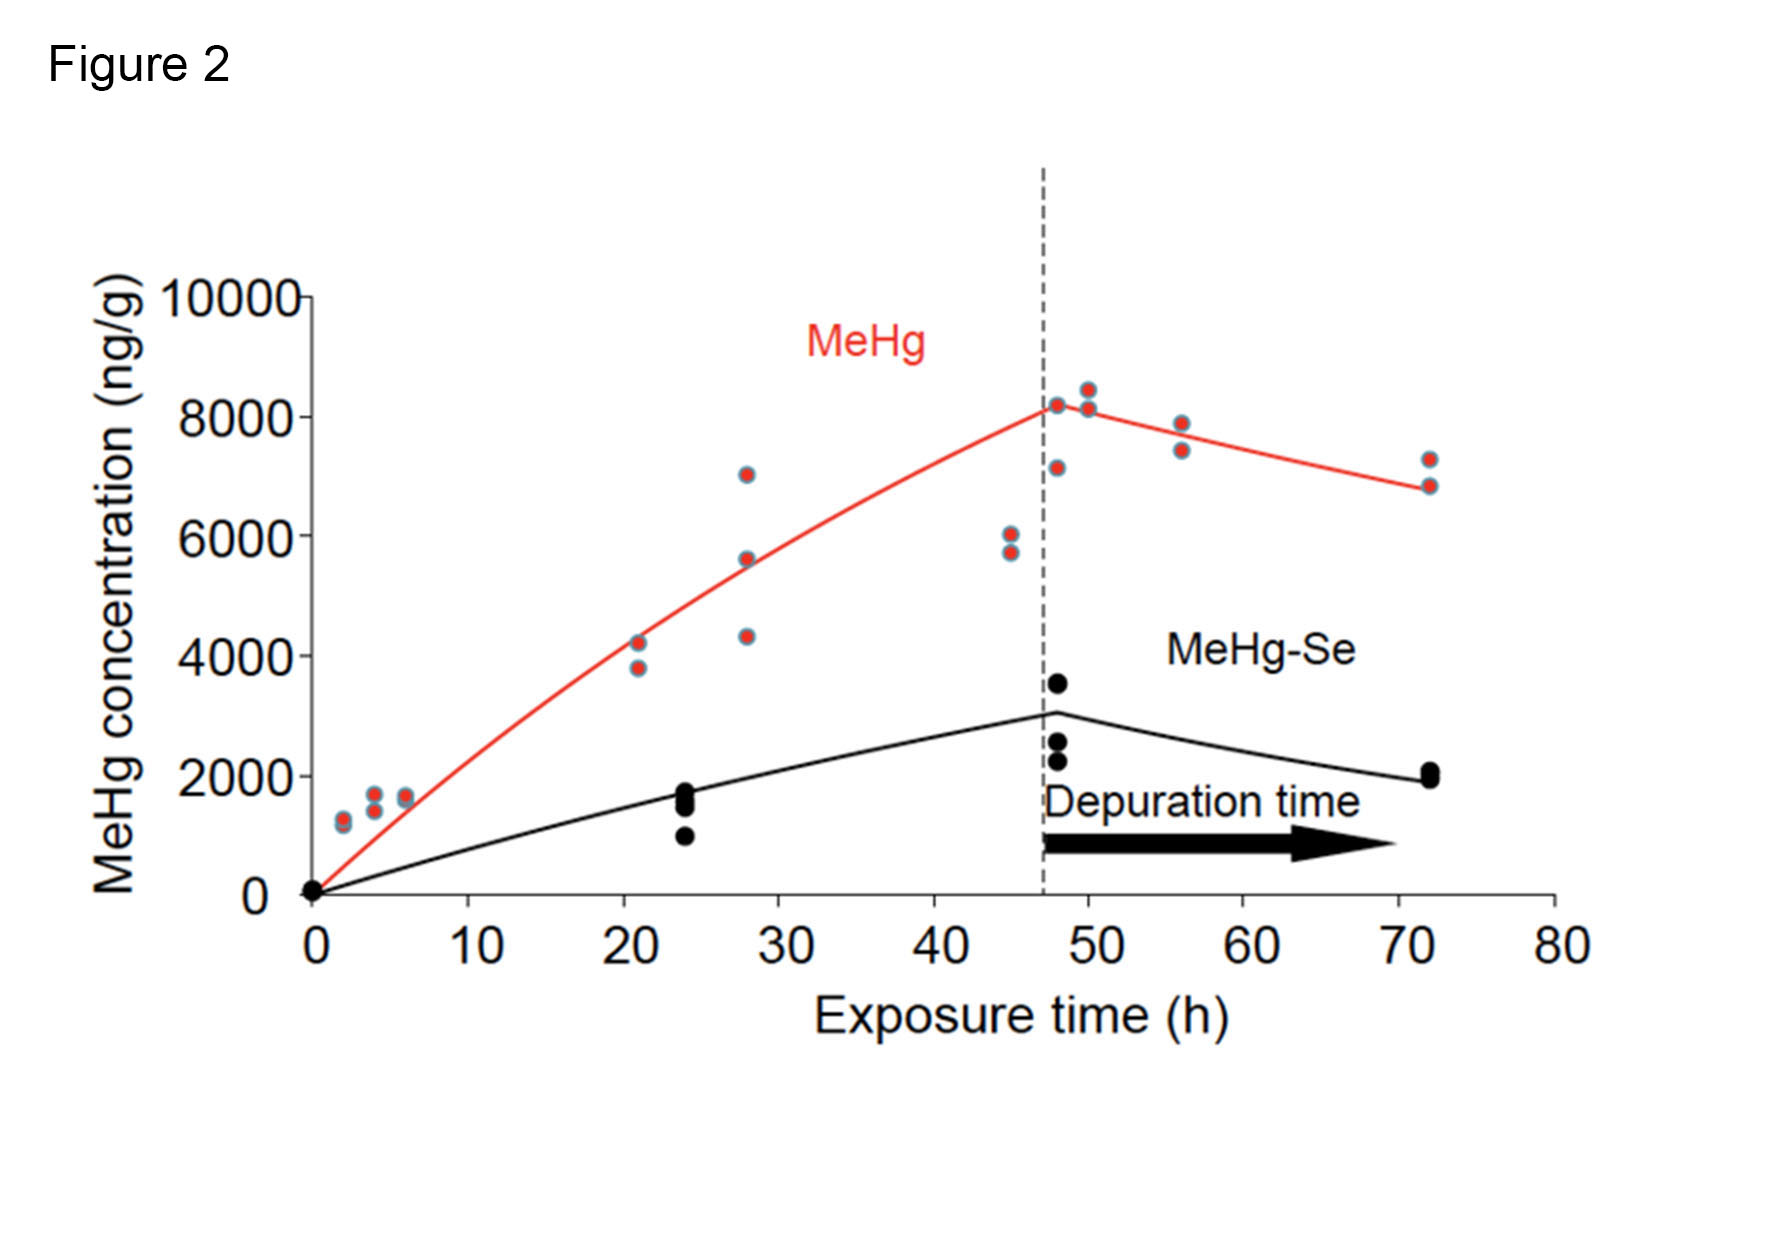 Figure 2
MeHg concentration (ng/g)
10000
8000
6000
4000
2000
0
MeHg
MeHg-Se
Depuration time
0 10 20 30 40 50 60 70 80
Exposure time (h)